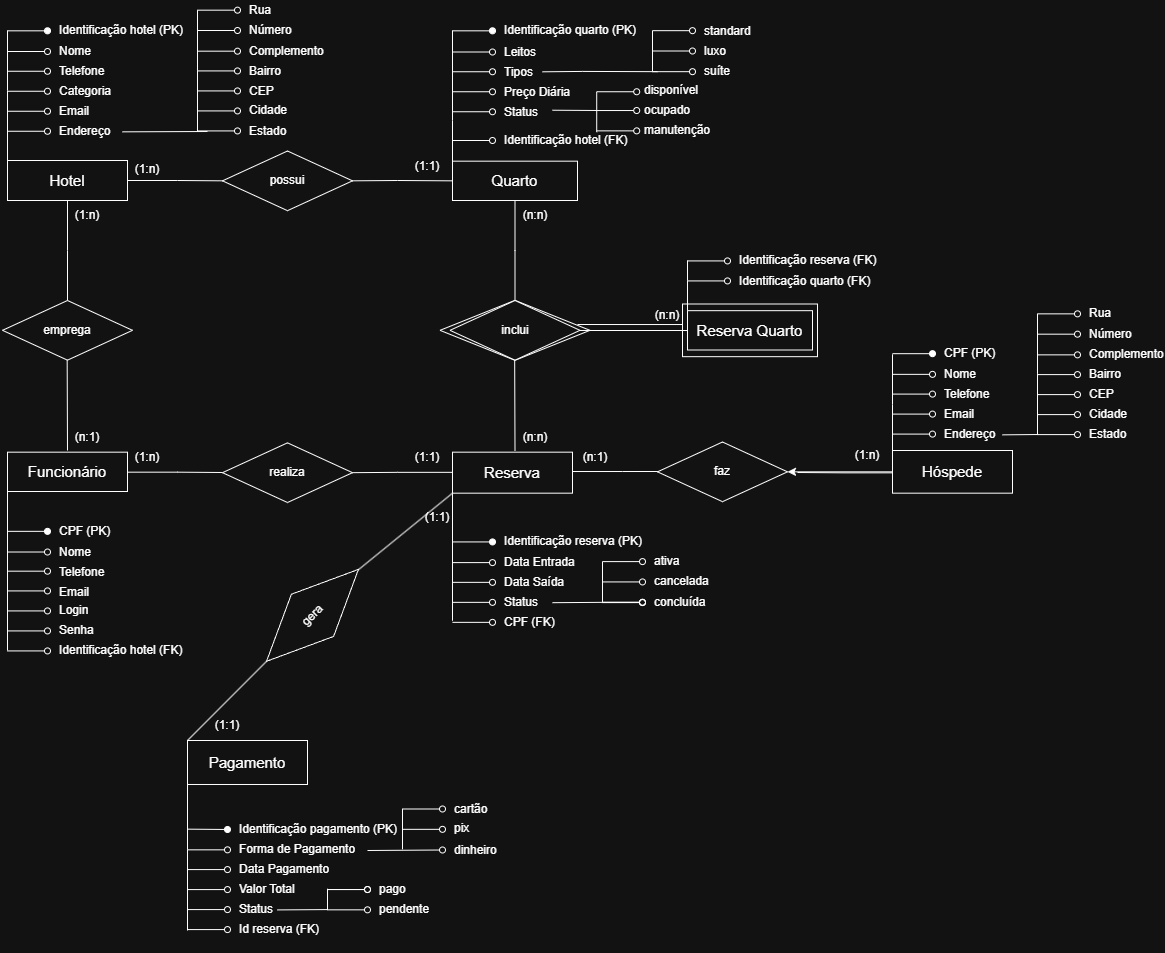 Identificação hotel (PK)
Nome
Telefone
Categoria
Email
Endereço
Rua
Número
Complemento
Bairro
CEP
Cidade
Estado
Hotel
(1:n)
possui
(1:1)
Identificação quarto (PK)
Leitos
Tipos
standard
luxo
suíte
Preço Diária
Status
disponível
ocupado
manutenção
Identificação hotel (FK)
Quarto
(1:n)
emprega
(n:1)
(n:n)
inclui
(n:n)
(n:n)
Identificação reserva (FK)
Identificação quarto (FK)
Reserva Quarto
CPF (PK)
Nome
Telefone
Email
Endereço
Rua
Número
Complemento
Bairro
CEP
Cidade
Estado
Funcionário
(1:n)
realiza
(1:1)
Reserva
(n:1)
faz
(1:n)
Hóspede
CPF (PK)
Nome
Telefone
Email
Login
Senha
Identificação hotel (FK)
(1:1)
gera
(1:1)
Identificação reserva (PK)
Data Entrada
Data Saída
Status
ativa
cancelada
concluída
CPF (FK)
Pagamento
Identificação pagamento (PK)
Forma de Pagamento
cartão
pix
dinheiro
Data Pagamento
Valor Total
Status
pago
pendente
Id reserva (FK)